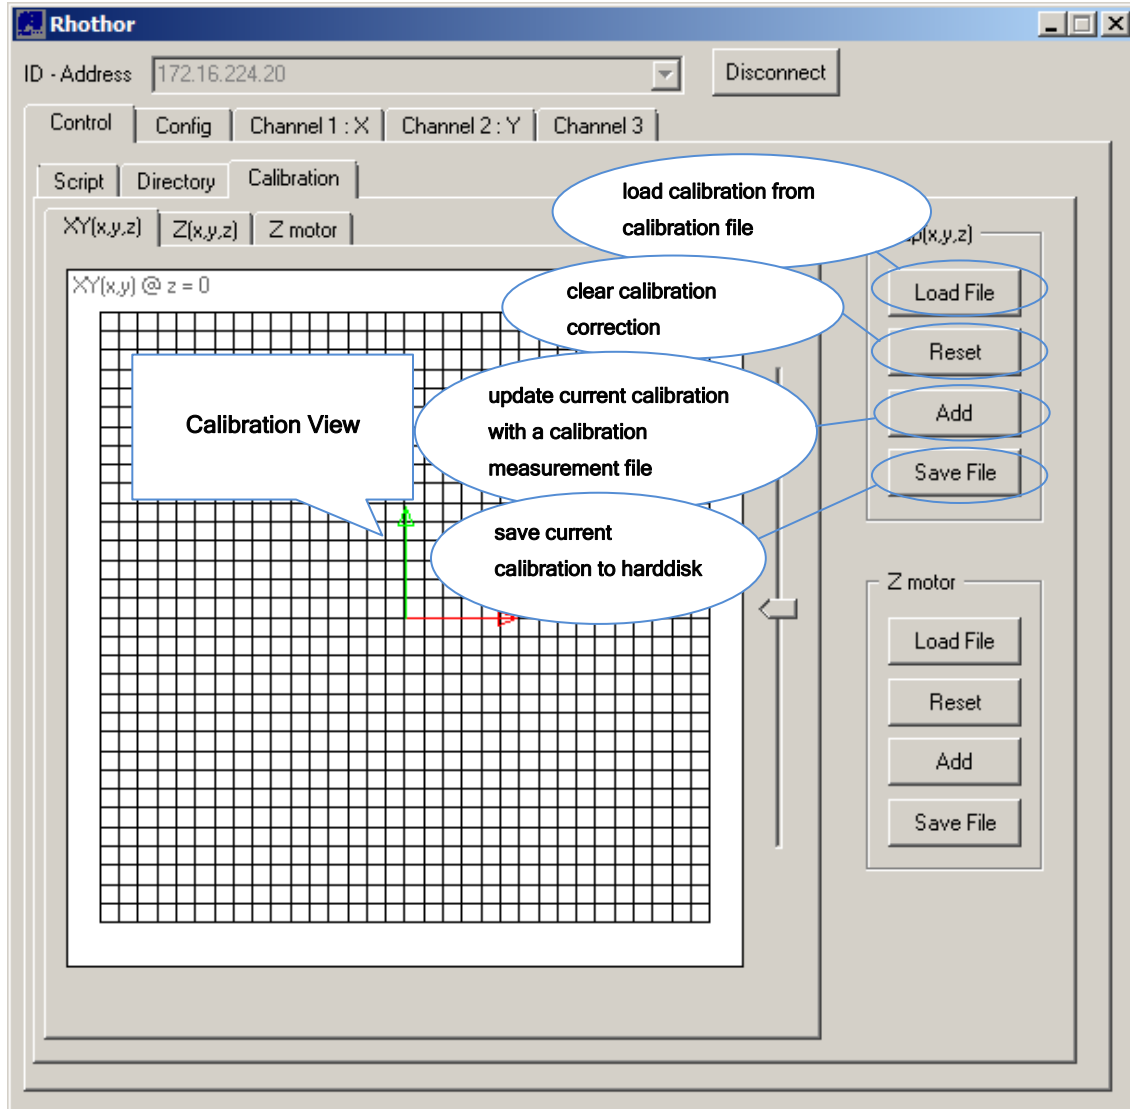 Rhothor
ID - Address 172.16.224.20 Disconnect
Control Config Channel 1 : X Channel 2 : Y Channel 3
Script Directory Calibration
XY(x,y,z) Z(x,y,z) Z motor
XY(x,y) @ z = 0
Calibration View
load calibration from
calibration file
clear calibration
correction
update current calibration
with a calibration
measurement file
save current
calibration to harddisk
p(x,y,z)
Load File
Reset
Add
Save File
Z motor
Load File
Reset
Add
Save File